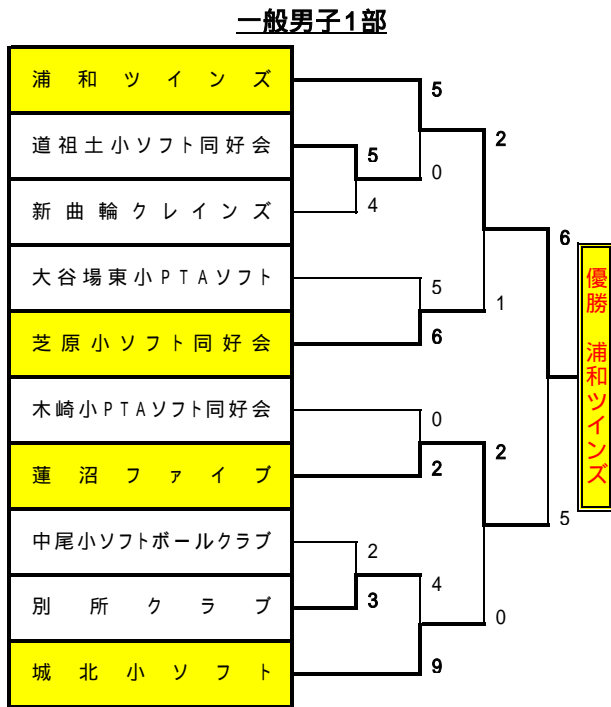 一般男子1部
浦和ツインズ
道祖土小ソフト同好会
新曲輪クレインズ
大谷場東小PTAソフト
芝原小ソフト同好会
木崎小PTAソフト同好会
蓮沼ファイブ
中尾小ソフトボールクラブ
別所クラブ
城北小ソフト
5
2
5
0
4
6
5
1
6
0
2
2
5
2
4
3
0
9
優勝 浦和ツインズ